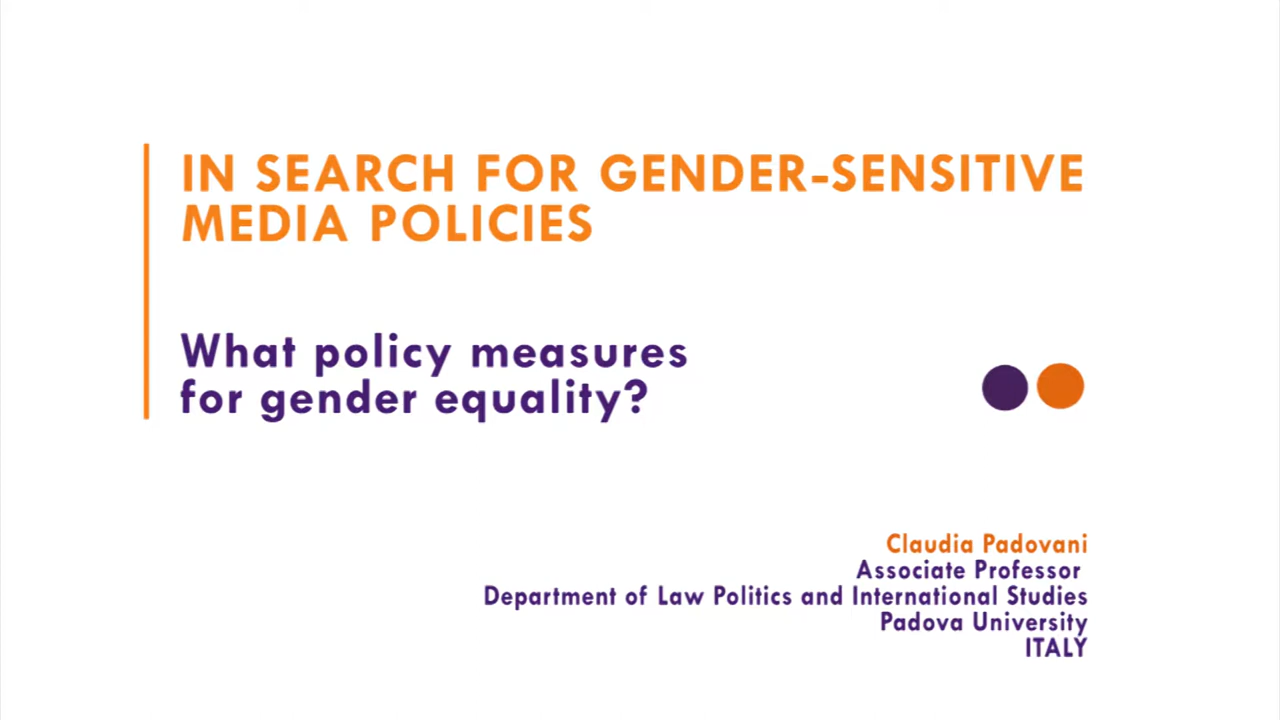 IN SEARCH FOR GENDER-SENSITIVE
MEDIA POLICIES
What policy measures
for gender equality?
Claudia Padovani
Associate Professor
Department of Law Politics and International Studies
Padova University
ITALY